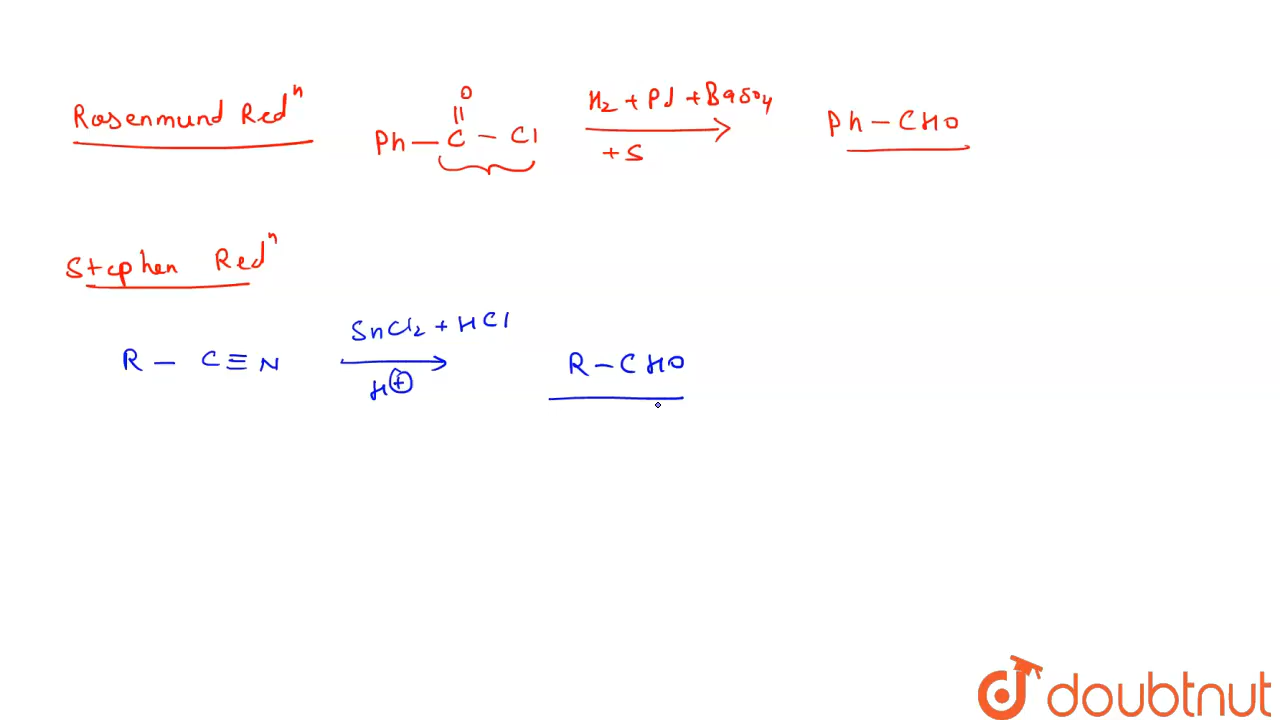 Rosenmund Redⁿ
O
||
Ph — C — Cl
H₂ + Pd + BaSO₄
+ S
Ph — CHO
Stephen Redⁿ
R — C ≡ N
SnCl₂ + HCl
H⊕
R — CHO
doubtnut